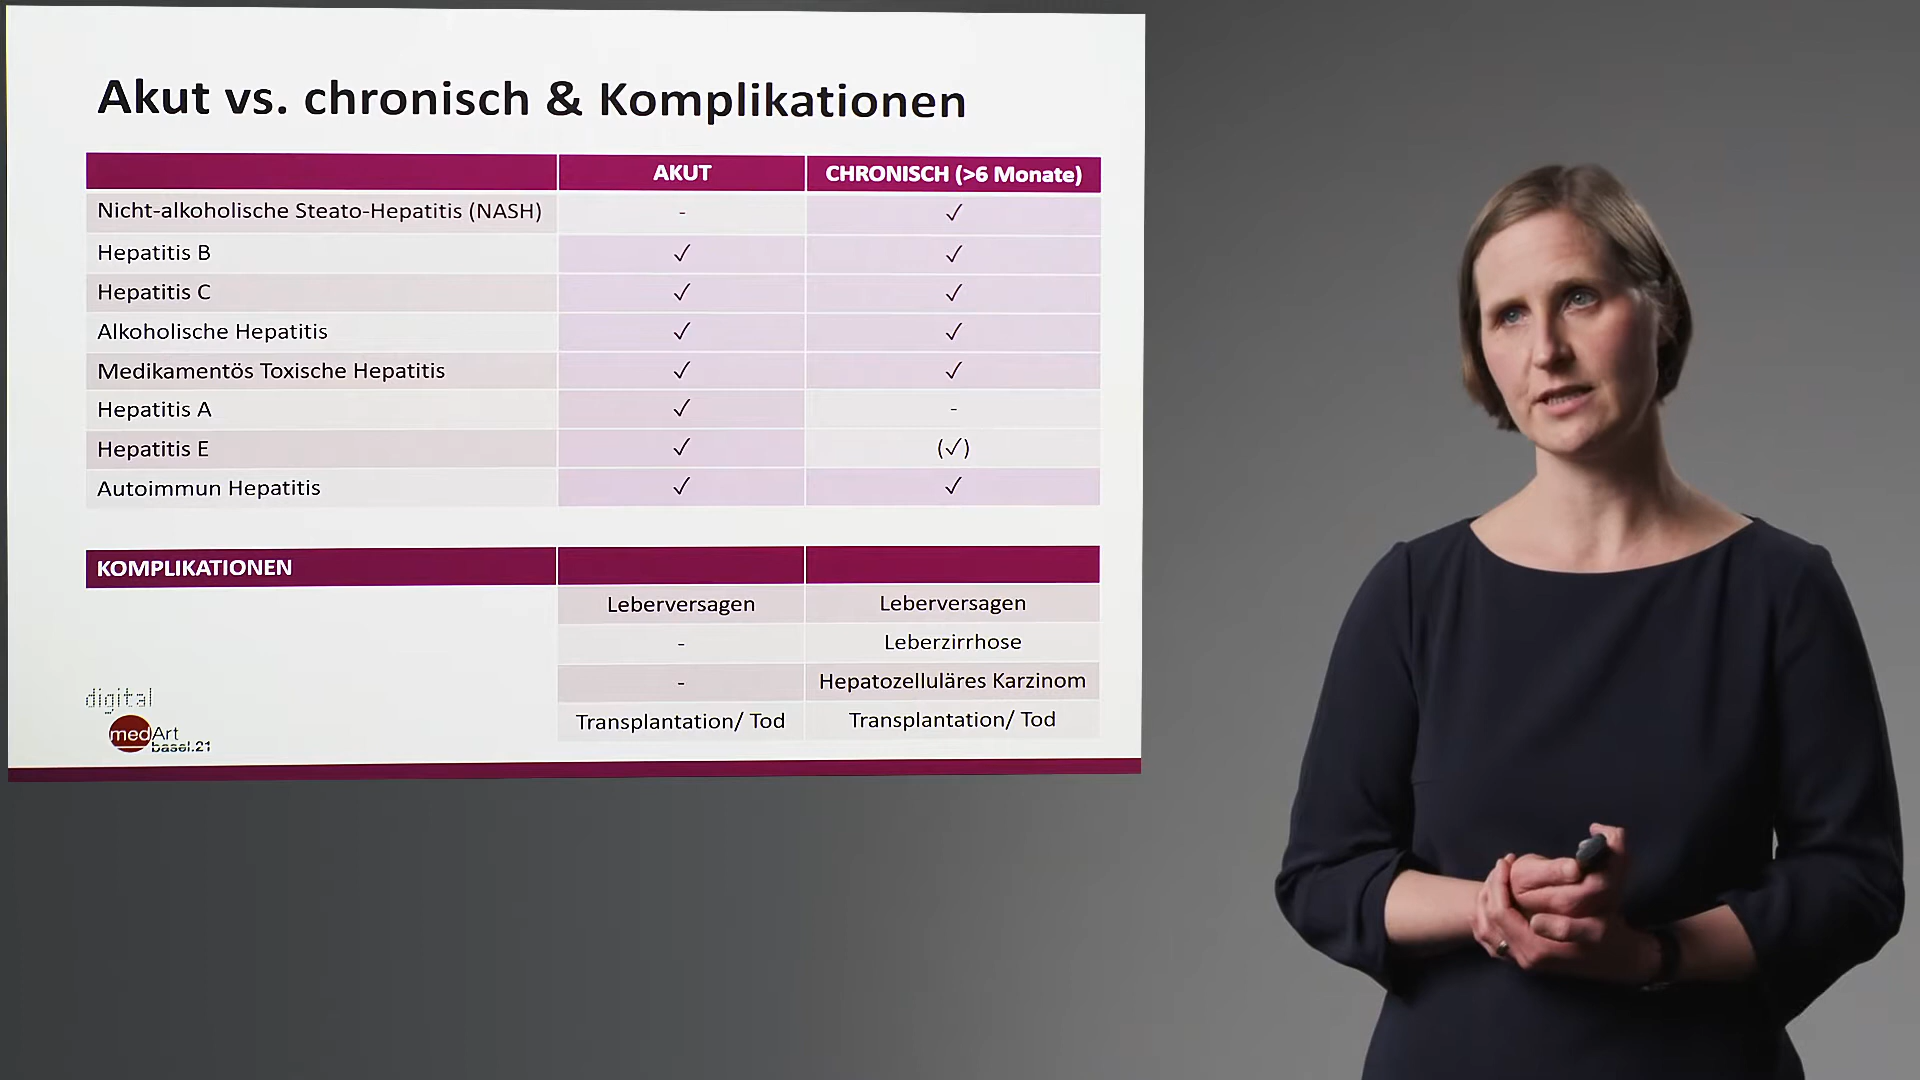 Akut vs. chronisch & Komplikationen
AKUT CHRONISCH (>6 Monate)
Nicht-alkoholische Steato-Hepatitis (NASH) - ✓
Hepatitis B ✓ ✓
Hepatitis C ✓ ✓
Alkoholische Hepatitis ✓ ✓
Medikamentös Toxische Hepatitis ✓ ✓
Hepatitis A ✓ -
Hepatitis E ✓ (✓)
Autoimmun Hepatitis ✓ ✓
KOMPLIKATIONEN
Leberversagen Leberversagen
- Leberzirrhose
- Hepatozelluläres Karzinom
Transplantation/ Tod Transplantation/ Tod
digital
medArt
basel.21